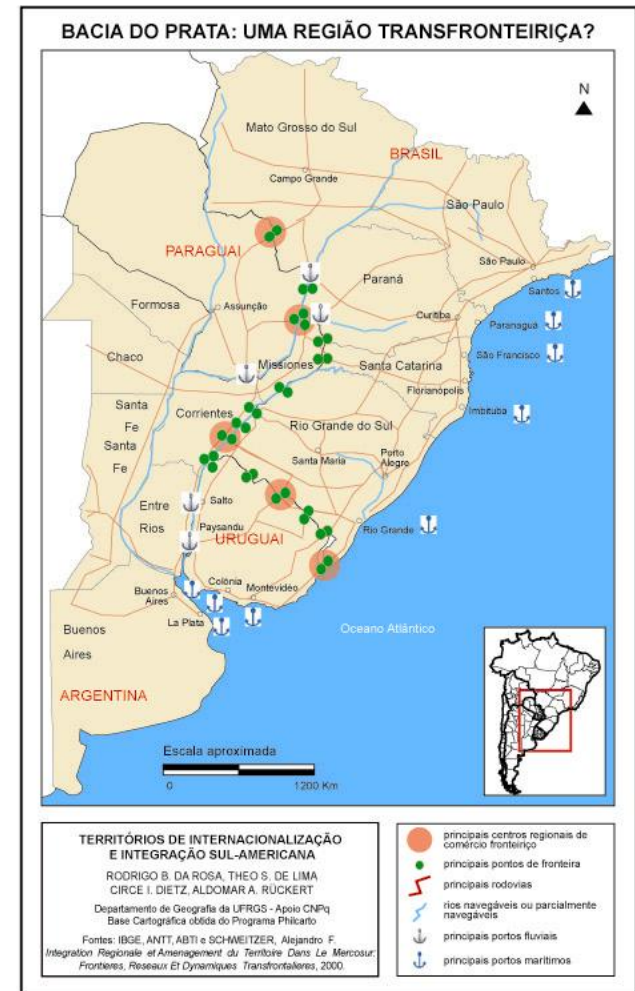 BACIA DO PRATA: UMA REGIÃO TRANSFRONTEIRIÇA?
N
Mato Grosso do Sul
BRASIL
Campo Grande
São Paulo
PARAGUAI
São Paulo
Paraná
Santos
Formosa
Assunção
Curitiba
Paranaguá
Chaco
Missiones
Santa Catarina
São Francisco
Florianópolis
Santa
Fe
Corrientes
Imbituba
Rio Grande do Sul
Santa
Fe
Santa Maria
Porto
Alegre
Entre
Rios
Salto
Rio Grande
Paysandu
URUGUAI
Colônia
Montevidéo
Buenos
Aires
La Plata
Buenos
Aires
Oceano Atlântico
ARGENTINA
Escala aproximada
0 1200 Km
TERRITÓRIOS DE INTERNACIONALIZAÇÃO
E INTEGRAÇÃO SUL-AMERICANA
RODRIGO B. DA ROSA, THEO S. DE LIMA
CIRCE I. DIETZ, ALDOMAR A. RÜCKERT
Departamento de Geografia da UFRGS - Apoio CNPq
Base Cartográfica obtida do Programa Philcarto
Fontes: IBGE, ANTT, ABTI e SCHWEITZER, Alejandro F.
Integration Regionale et Amenagement du Territoire Dans Le Mercosur:
Frontieres, Reseaux Et Dynamiques Transfrontalieres, 2000.
principais centros regionais de
comércio fronteiriço
principais pontos de fronteira
principais rodovias
rios navegáveis ou parcialmente
navegáveis
principais portos fluviais
principais portos marítimos